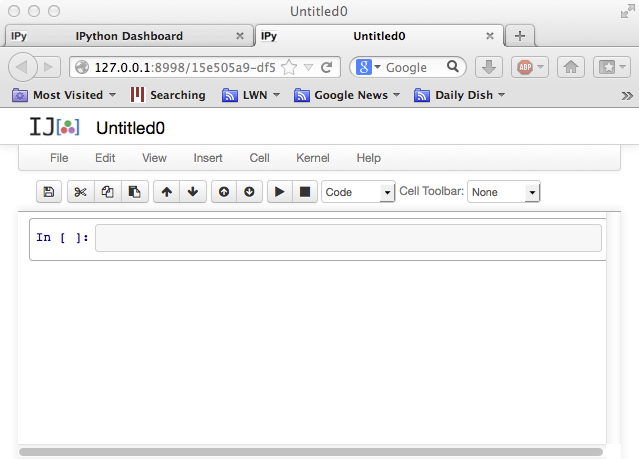 Untitled0
IPy IPython Dashboard IPy Untitled0
127.0.0.1:8998/15e505a9-df5 Google ABP
Most Visited Searching LWN Google News Daily Dish
IJ[] Untitled0
File Edit View Insert Cell Kernel Help
Code Cell Toolbar: None
In [ ]: